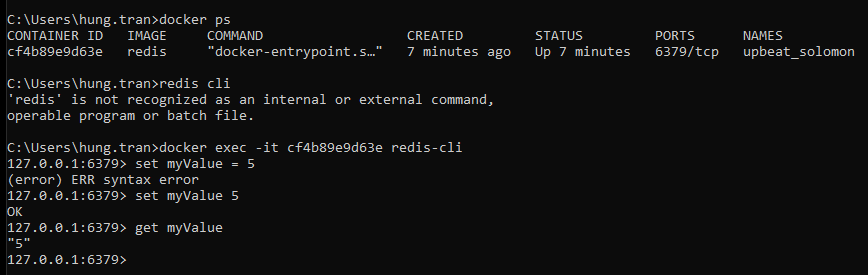 C:\Users\hung.tran>docker ps
CONTAINER ID   IMAGE     COMMAND                  CREATED         STATUS         PORTS      NAMES
cf4b89e9d63e   redis     "docker-entrypoint.s…"   7 minutes ago   Up 7 minutes   6379/tcp   upbeat_solomon
C:\Users\hung.tran>redis cli
'redis' is not recognized as an internal or external command,
operable program or batch file.
C:\Users\hung.tran>docker exec -it cf4b89e9d63e redis-cli
127.0.0.1:6379> set myValue = 5
(error) ERR syntax error
127.0.0.1:6379> set myValue 5
OK
127.0.0.1:6379> get myValue
"5"
127.0.0.1:6379>